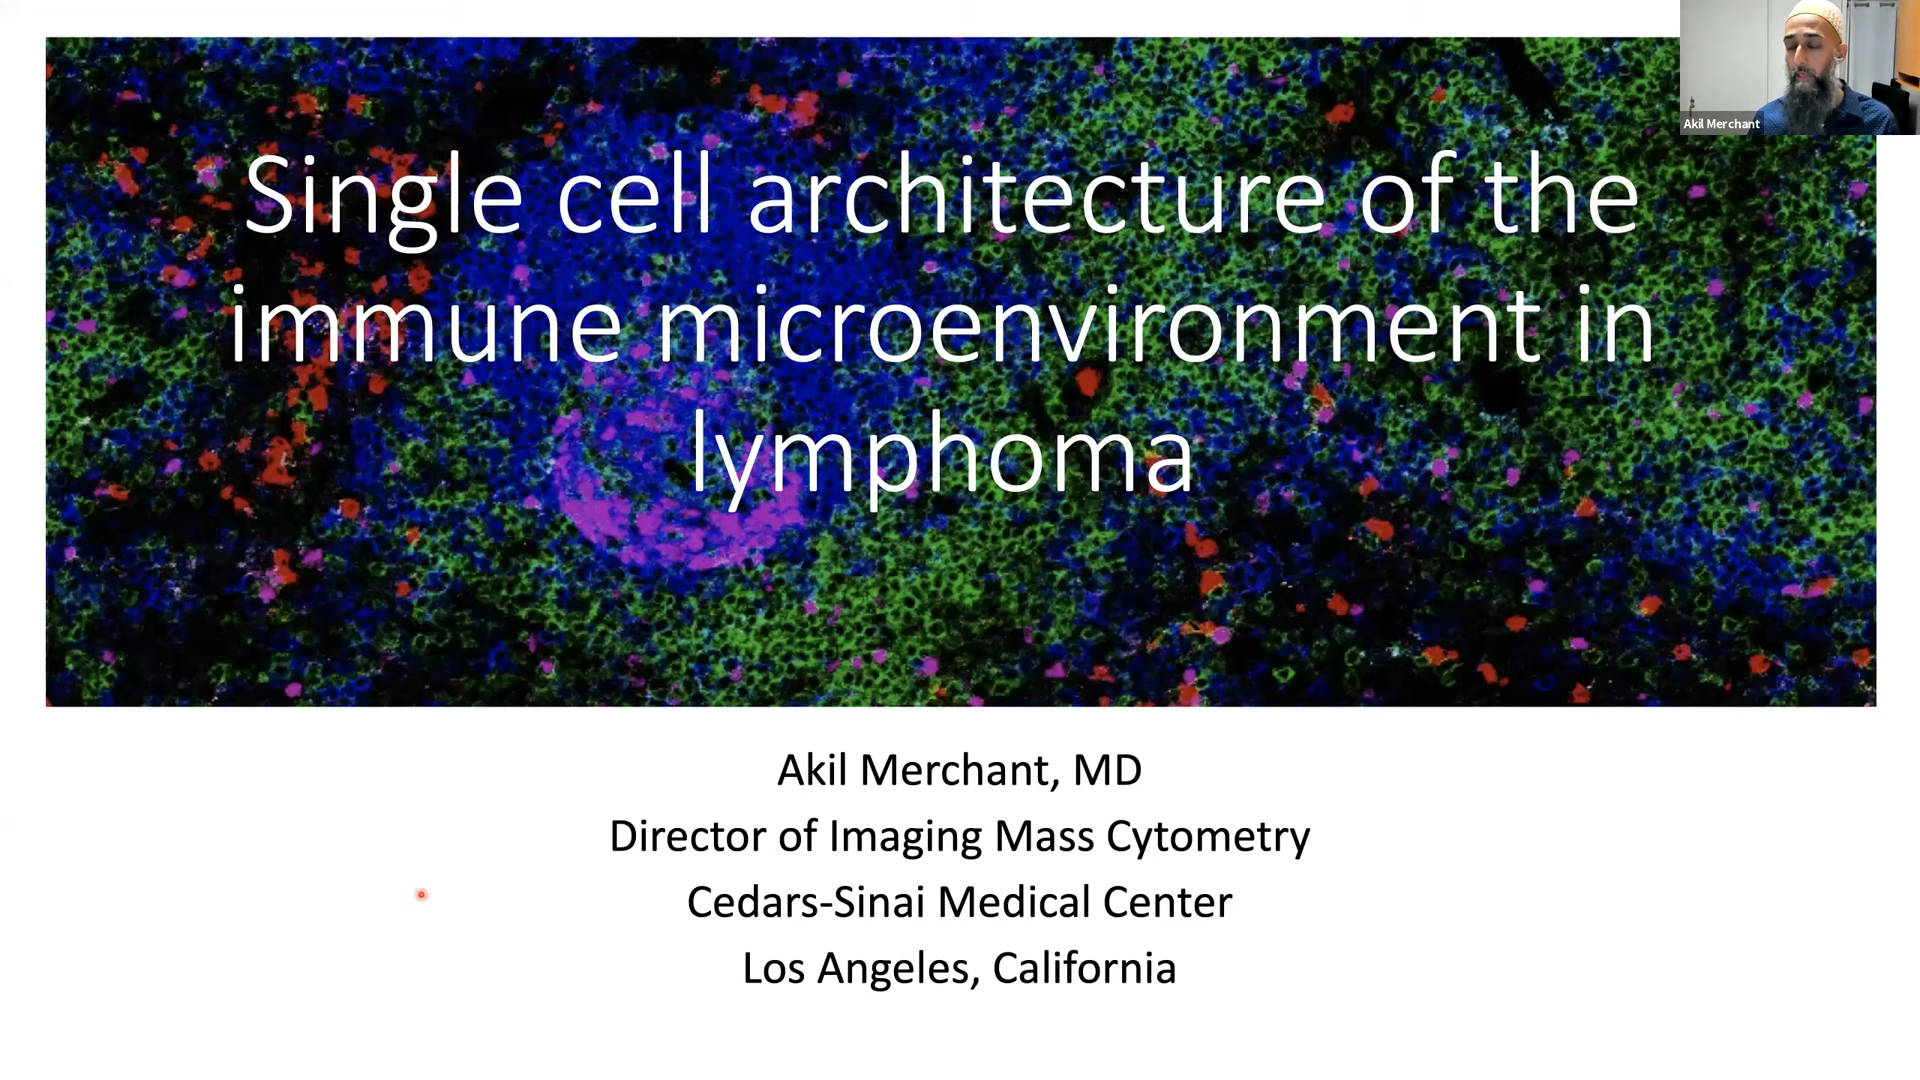 Akil Merchant
Single cell architecture of the
immune microenvironment in
lymphoma
Akil Merchant, MD
Director of Imaging Mass Cytometry
Cedars-Sinai Medical Center
Los Angeles, California